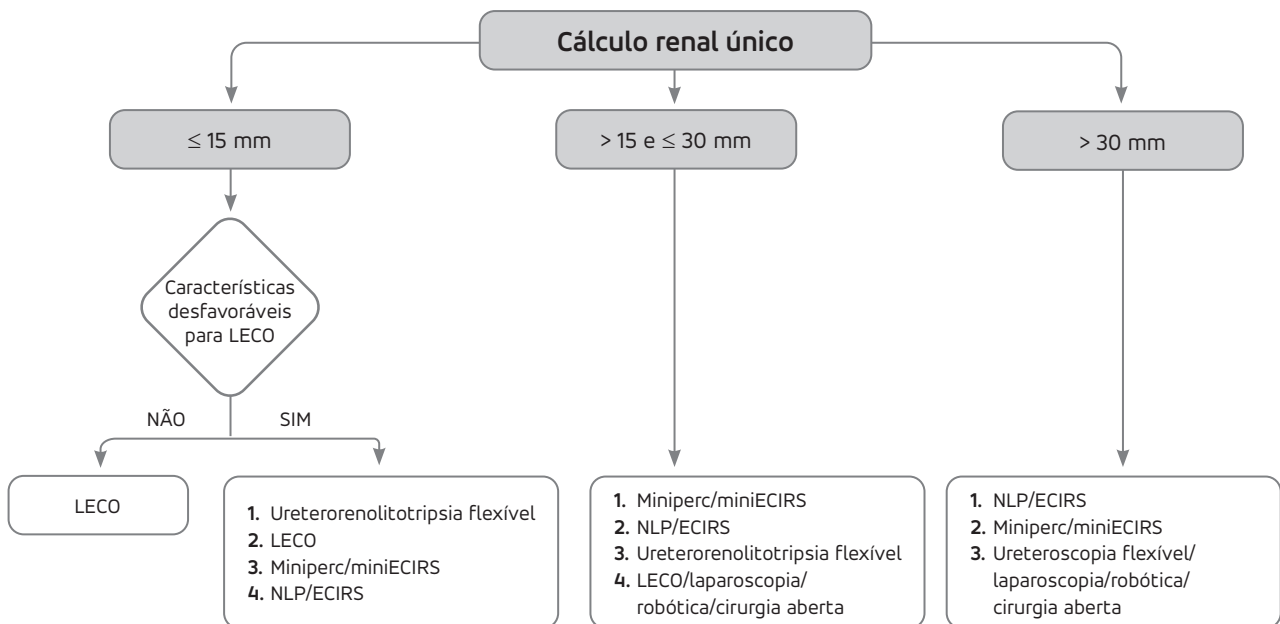 Cálculo renal único
≤ 15 mm
> 15 e ≤ 30 mm
> 30 mm
Características
desfavoráveis
para LECO
NÃO
SIM
LECO
1. Ureterorenolitotripsia flexível
2. LECO
3. Miniperc/miniECIRS
4. NLP/ECIRS
1. Miniperc/miniECIRS
2. NLP/ECIRS
3. Ureterorenolitotripsia flexível
4. LECO/laparoscopia/
robótica/cirurgia aberta
1. NLP/ECIRS
2. Miniperc/miniECIRS
3. Ureteroscopia flexível/
laparoscopia/robótica/
cirurgia aberta